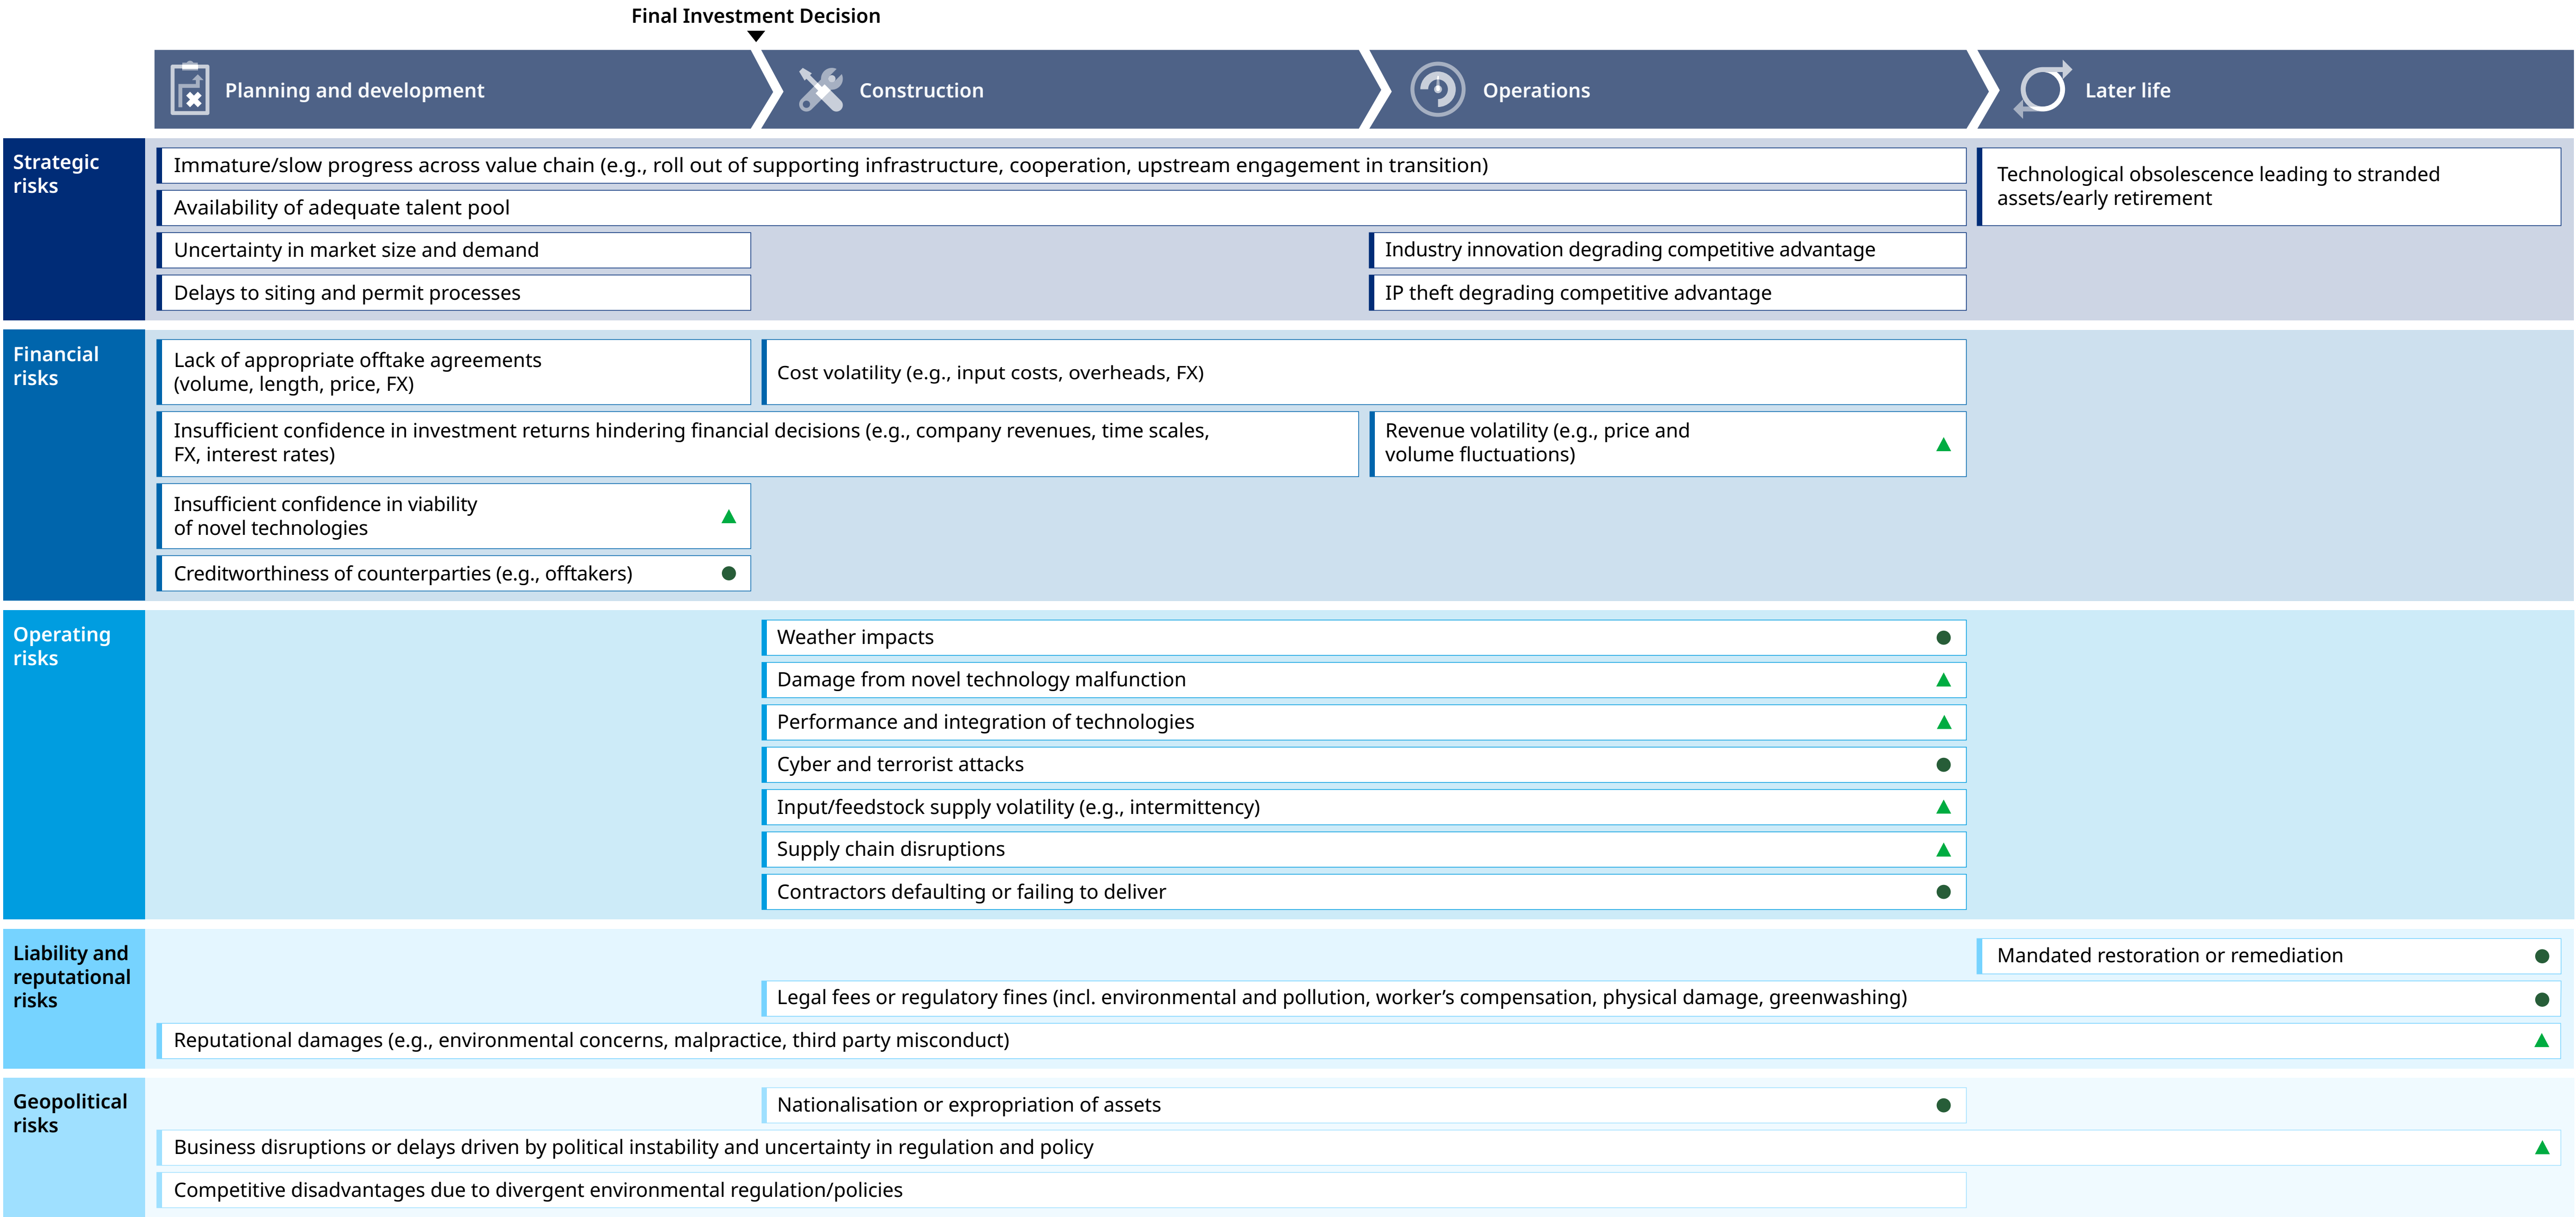 Final Investment Decision
Planning and development
Construction
Operations
Later life
Strategic
risks
Immature/slow progress across value chain (e.g., roll out of supporting infrastructure, cooperation, upstream engagement in transition)
Technological obsolescence leading to stranded
assets/early retirement
Availability of adequate talent pool
Uncertainty in market size and demand
Industry innovation degrading competitive advantage
Delays to siting and permit processes
IP theft degrading competitive advantage
Financial
risks
Lack of appropriate offtake agreements
(volume, length, price, FX)
Cost volatility (e.g., input costs, overheads, FX)
Insufficient confidence in investment returns hindering financial decisions (e.g., company revenues, time scales,
FX, interest rates)
Revenue volatility (e.g., price and
volume fluctuations)
Insufficient confidence in viability
of novel technologies
Creditworthiness of counterparties (e.g., offtakers)
Operating
risks
Weather impacts
Damage from novel technology malfunction
Performance and integration of technologies
Cyber and terrorist attacks
Input/feedstock supply volatility (e.g., intermittency)
Supply chain disruptions
Contractors defaulting or failing to deliver
Liability and
reputational
risks
Mandated restoration or remediation
Legal fees or regulatory fines (incl. environmental and pollution, worker’s compensation, physical damage, greenwashing)
Reputational damages (e.g., environmental concerns, malpractice, third party misconduct)
Geopolitical
risks
Nationalisation or expropriation of assets
Business disruptions or delays driven by political instability and uncertainty in regulation and policy
Competitive disadvantages due to divergent environmental regulation/policies